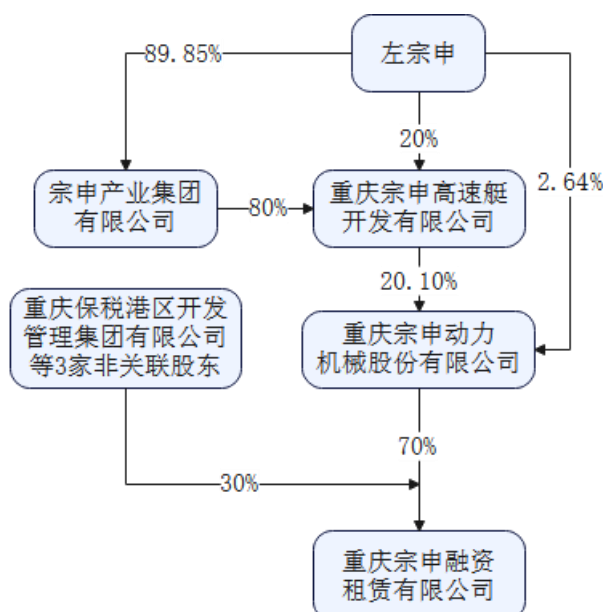 左宗申
89.85%
20%
2.64%
宗申产业集团
有限公司
80%
重庆宗申高速艇
开发有限公司
20.10%
重庆保税港区开发
管理集团有限公司
等3家非关联股东
重庆宗申动力
机械股份有限公司
70%
30%
重庆宗申融资
租赁有限公司